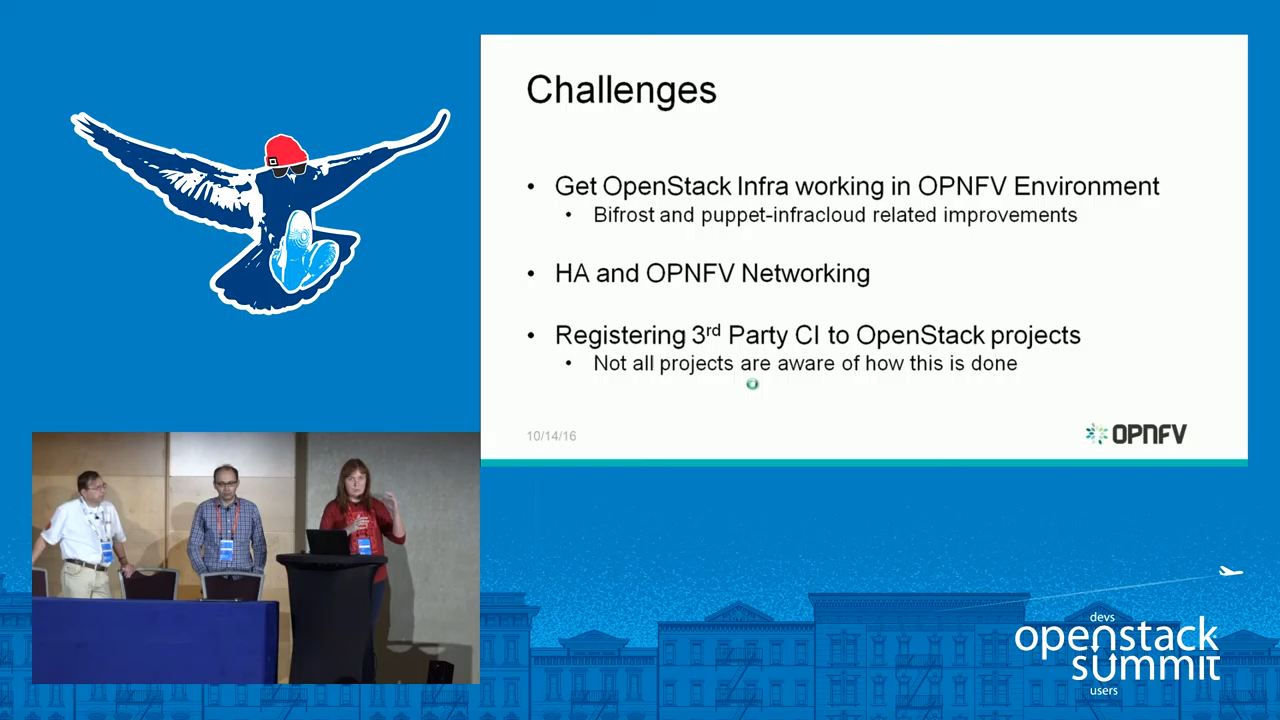 Challenges
• Get OpenStack Infra working in OPNFV Environment
• Bifrost and puppet-infracloud related improvements
• HA and OPNFV Networking
• Registering 3rd Party CI to OpenStack projects
• Not all projects are aware of how this is done
10/14/16
OPNFV
devs
openstack
summit
users